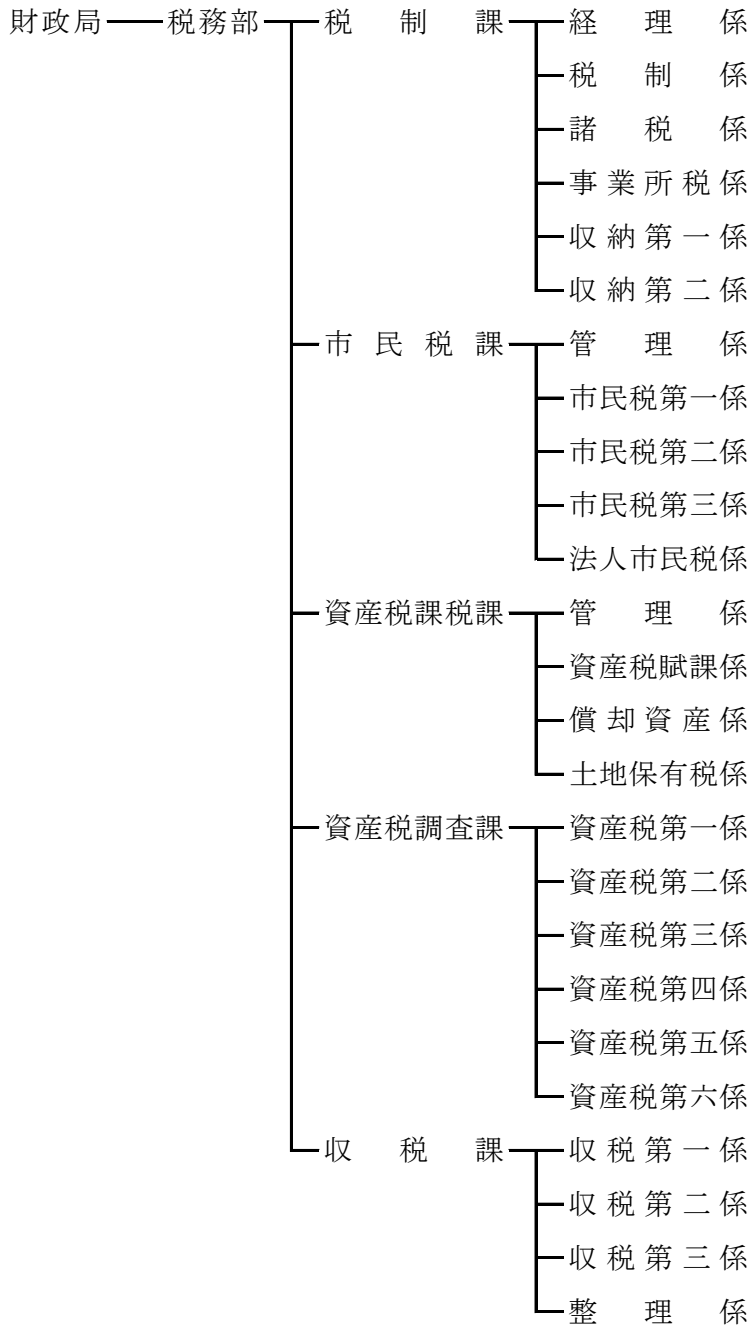 財政局 税務部 税制課 経理係
税制係
諸税係
事業所税係
収納第一係
収納第二係
市民税課 管理係
市民税第一係
市民税第二係
市民税第三係
法人市民税係
資産税課税課 管理係
資産税賦課係
償却資産係
土地保有税係
資産税調査課 資産税第一係
資産税第二係
資産税第三係
資産税第四係
資産税第五係
資産税第六係
収税課 収税第一係
収税第二係
収税第三係
整理係